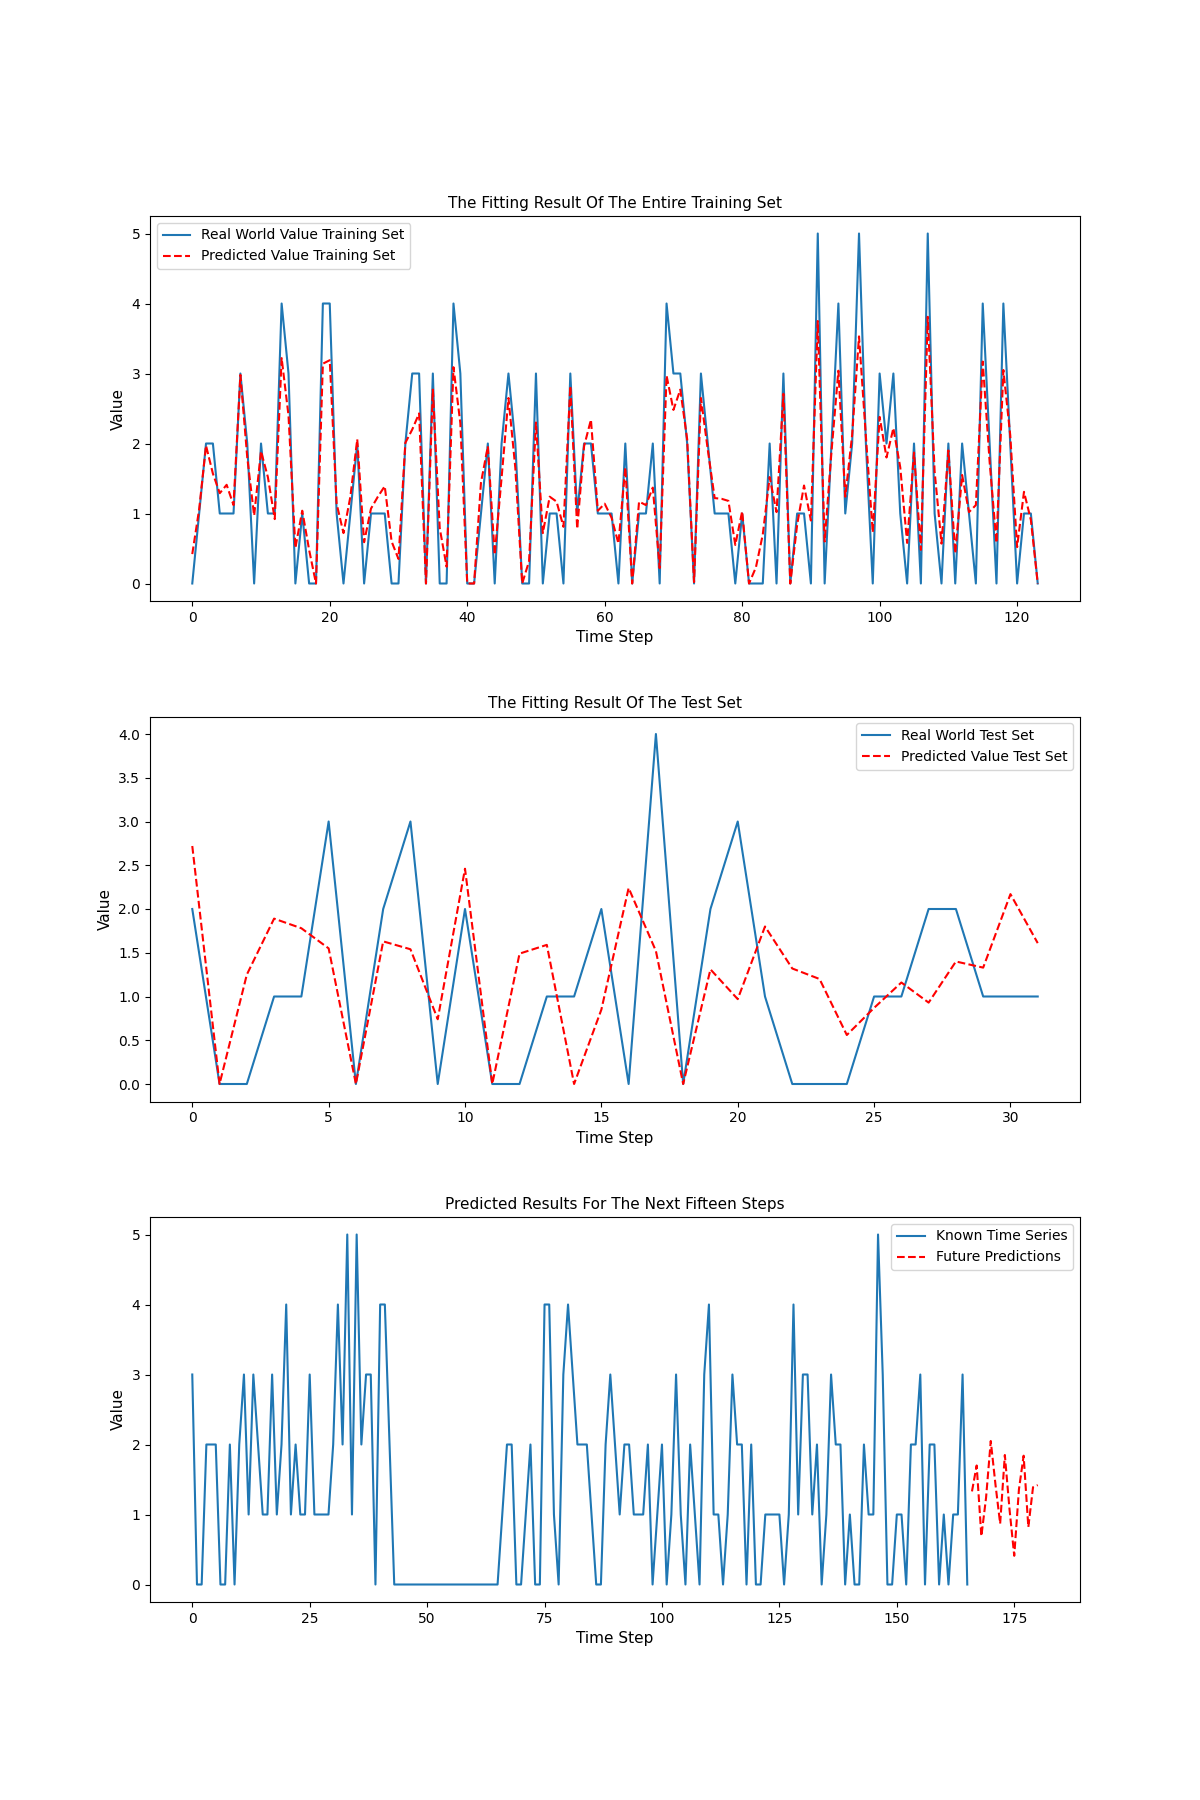 The Fitting Result Of The Entire Training Set
Real World Value Training Set
Predicted Value Training Set
Value
5
4
3
2
1
0
0 20 40 60 80 100 120
Time Step
The Fitting Result Of The Test Set
Real World Test Set
Predicted Value Test Set
Value
4.0
3.5
3.0
2.5
2.0
1.5
1.0
0.5
0.0
0 5 10 15 20 25 30
Time Step
Predicted Results For The Next Fifteen Steps
Known Time Series
Future Predictions
Value
5
4
3
2
1
0
0 25 50 75 100 125 150 175
Time Step